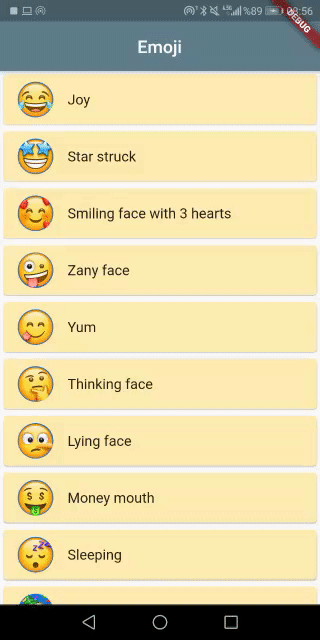 %89
08:56
DEBUG
Emoji
Joy
Star struck
Smiling face with 3 hearts
Zany face
Yum
Thinking face
Lying face
Money mouth
Sleeping